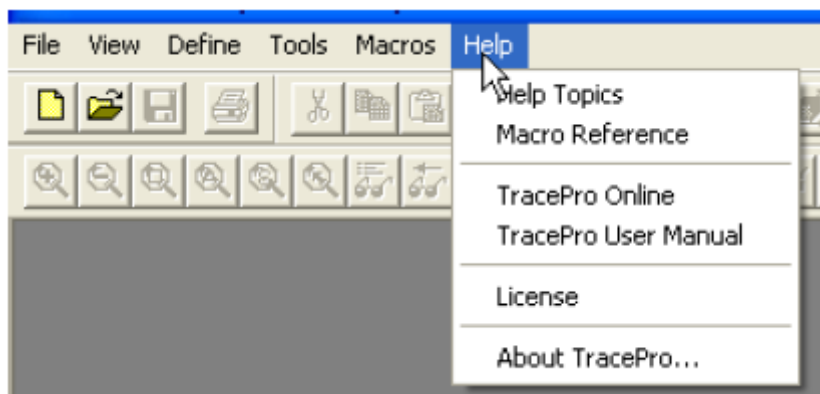 File View Define Tools Macros Help
Help Topics
Macro Reference
TracePro Online
TracePro User Manual
License
About TracePro...